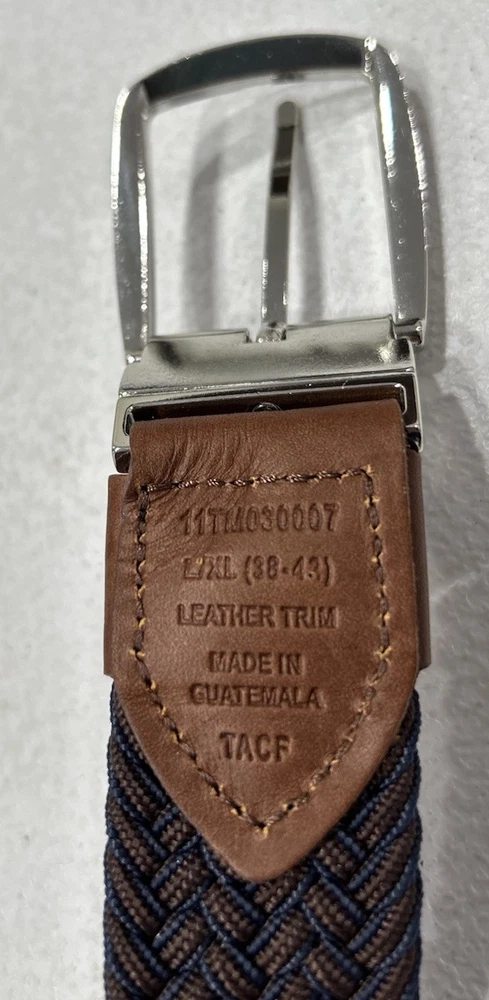 11TM030007
L/XL (38-43)
LEATHER TRIM
MADE IN
GUATEMALA
TACF